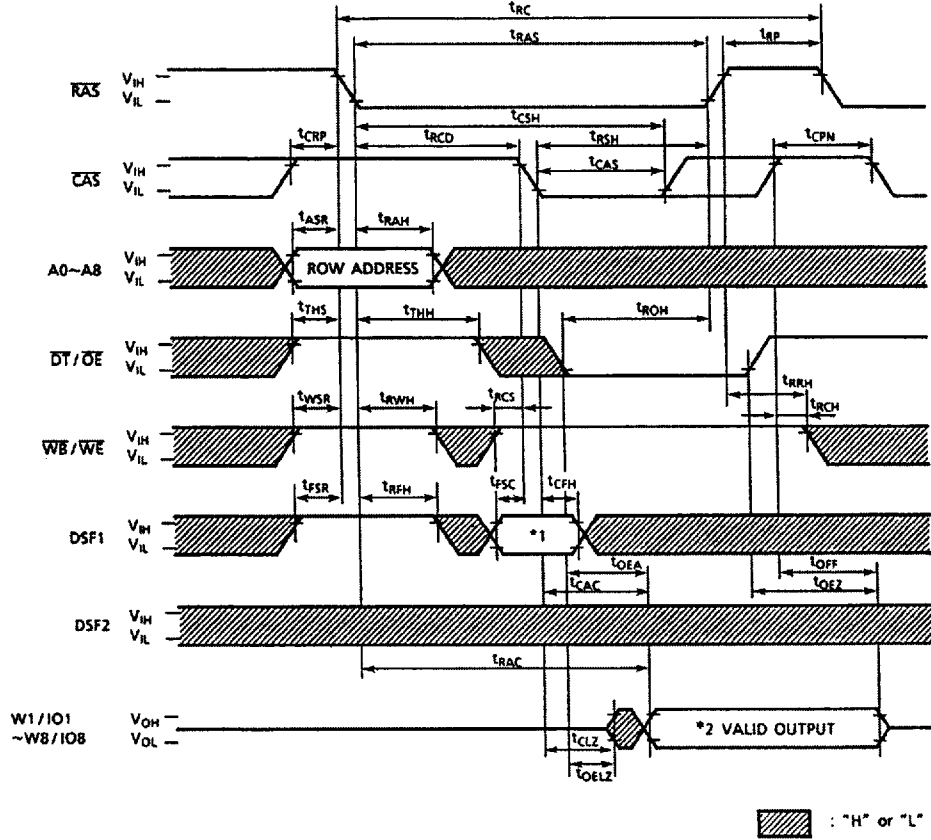 tRC
tRAS
tRP
RAS
VIH
VIL
tCSH
tCRP
tRCD
tRSH
tCPN
CAS
VIH
VIL
tCAS
tASR
tRAH
A0~A8
VIH
VIL
ROW ADDRESS
tTHS
tTHH
tROH
DT/OE
VIH
VIL
tWSR
tRWH
tRCS
tRRH
tRCH
WB/WE
VIH
VIL
tFSR
tRFH
tFSC
tCFH
DSF1
VIH
VIL
*1
tOEA
tOFF
tCAC
tOEZ
DSF2
VIH
VIL
tRAC
W1/IO1
~W8/IO8
VOH
VOL
*2 VALID OUTPUT
tCLZ
tOELZ
: "H" or "L"